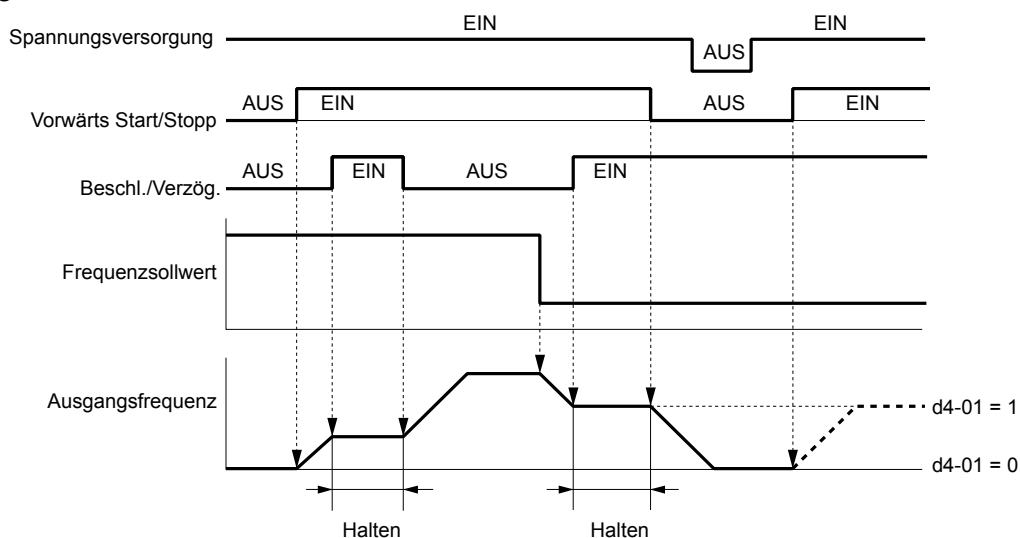 EIN
EIN
Spannungsversorgung
AUS
AUS
EIN
AUS
EIN
Vorwärts Start/Stopp
AUS
EIN
AUS
EIN
Beschl./Verzög.
Frequenzsollwert
Ausgangsfrequenz
d4-01 = 1
d4-01 = 0
Halten
Halten